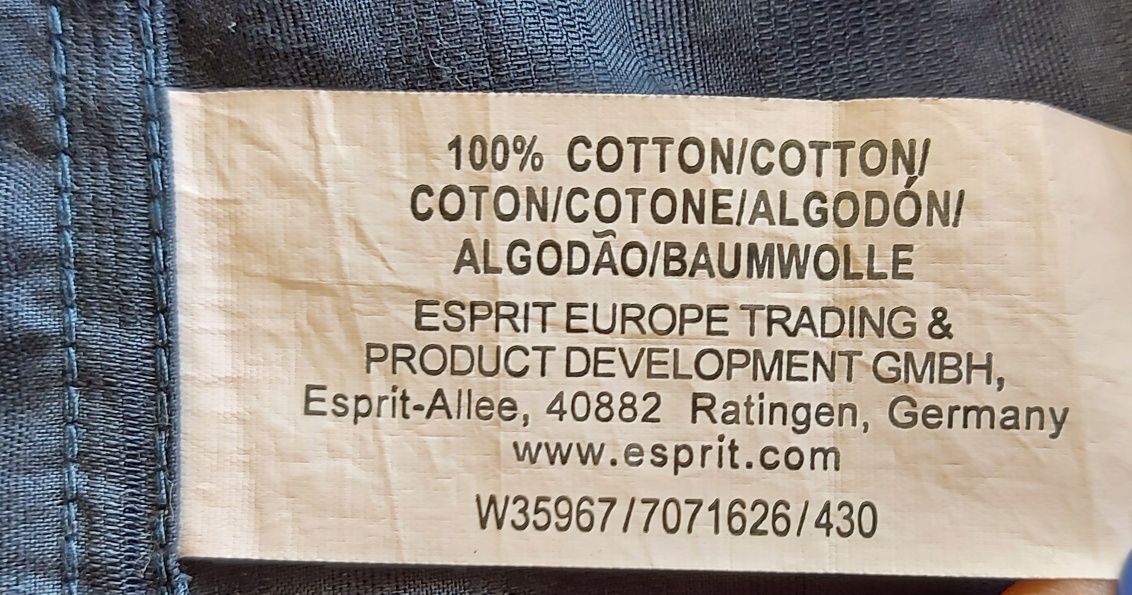 100% COTTON/COTTON/
COTON/COTONE/ALGODÓN/
ALGODÃO/BAUMWOLLE
ESPRIT EUROPE TRADING &
PRODUCT DEVELOPMENT GMBH,
Esprit-Allee, 40882 Ratingen, Germany
www.esprit.com
W35967/7071626/430